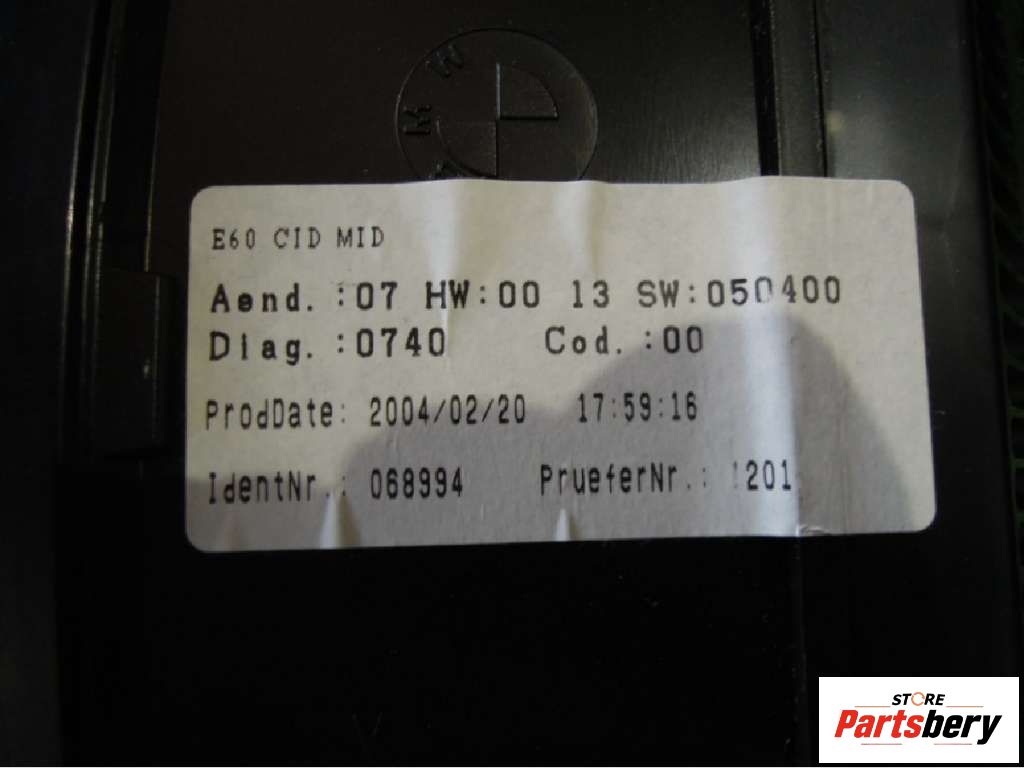 BMW
E60 CID MID
Aend.:07 HW:00 13 SW:050400
Diag.:0740 Cod.:00
ProdDate: 2004/02/20 17:59:16
IdentNr.: 068994 PrueferNr.: 1201
STORE
Partsbery